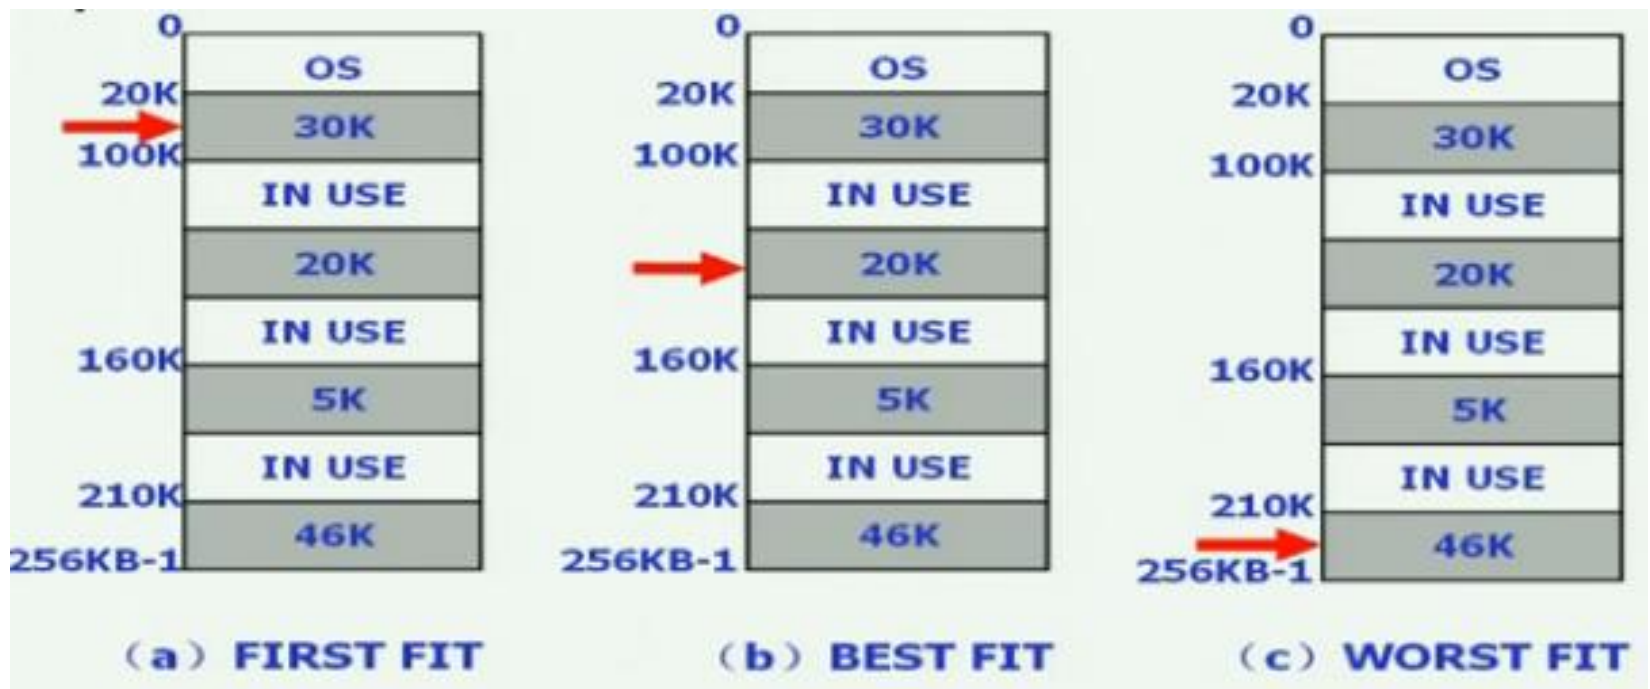 0
OS
20K
30K
100K
IN USE
20K
IN USE
160K
5K
IN USE
210K
46K
256KB-1
（a）FIRST FIT
0
OS
20K
30K
100K
IN USE
20K
IN USE
160K
5K
IN USE
210K
46K
256KB-1
（b）BEST FIT
0
OS
20K
30K
100K
IN USE
20K
IN USE
160K
5K
IN USE
210K
46K
256KB-1
（c）WORST FIT